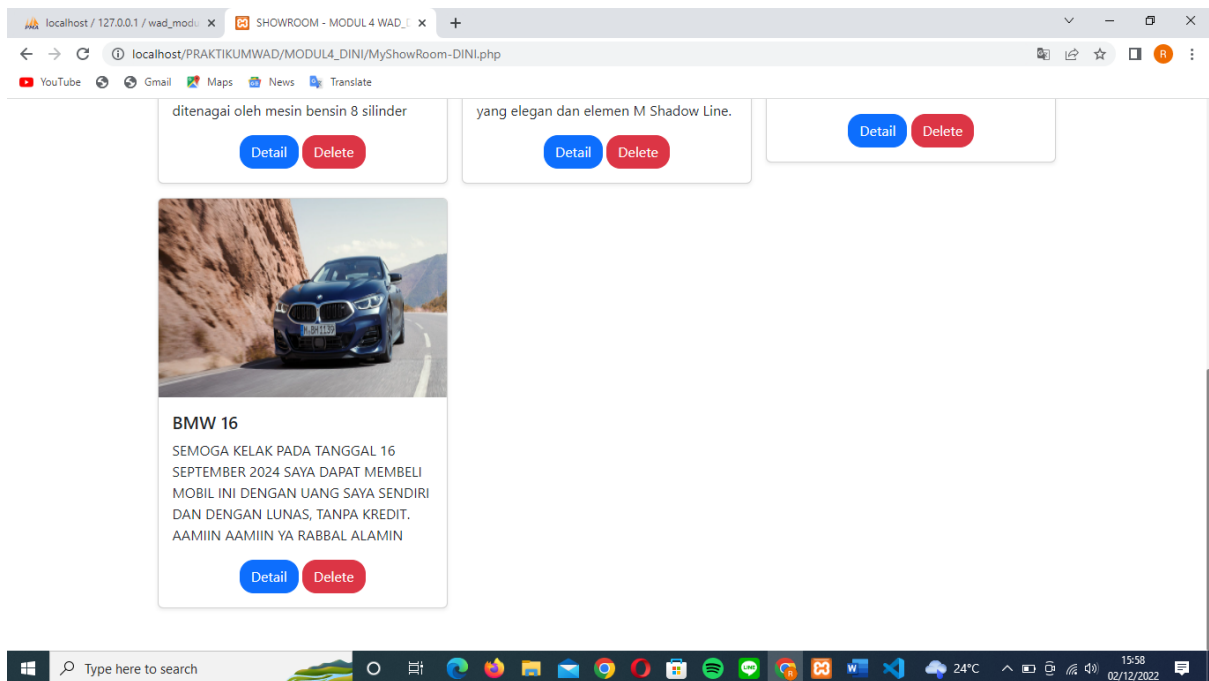 localhost / 127.0.0.1 / wad_modu
SHOWROOM - MODUL 4 WAD_D
localhost/PRAKTIKUMWAD/MODUL4_DINI/MyShowRoom-DINI.php
R
YouTube
Gmail
Maps
News
Translate
ditenagai oleh mesin bensin 8 silinder
Detail Delete
yang elegan dan elemen M Shadow Line.
Detail Delete
Detail Delete
BMW 16
SEMOGA KELAK PADA TANGGAL 16
SEPTEMBER 2024 SAYA DAPAT MEMBELI
MOBIL INI DENGAN UANG SAYA SENDIRI
DAN DENGAN LUNAS, TANPA KREDIT.
AAMIIN AAMIIN YA RABBAL ALAMIN
Detail Delete
Type here to search
24°C
15:58
02/12/2022